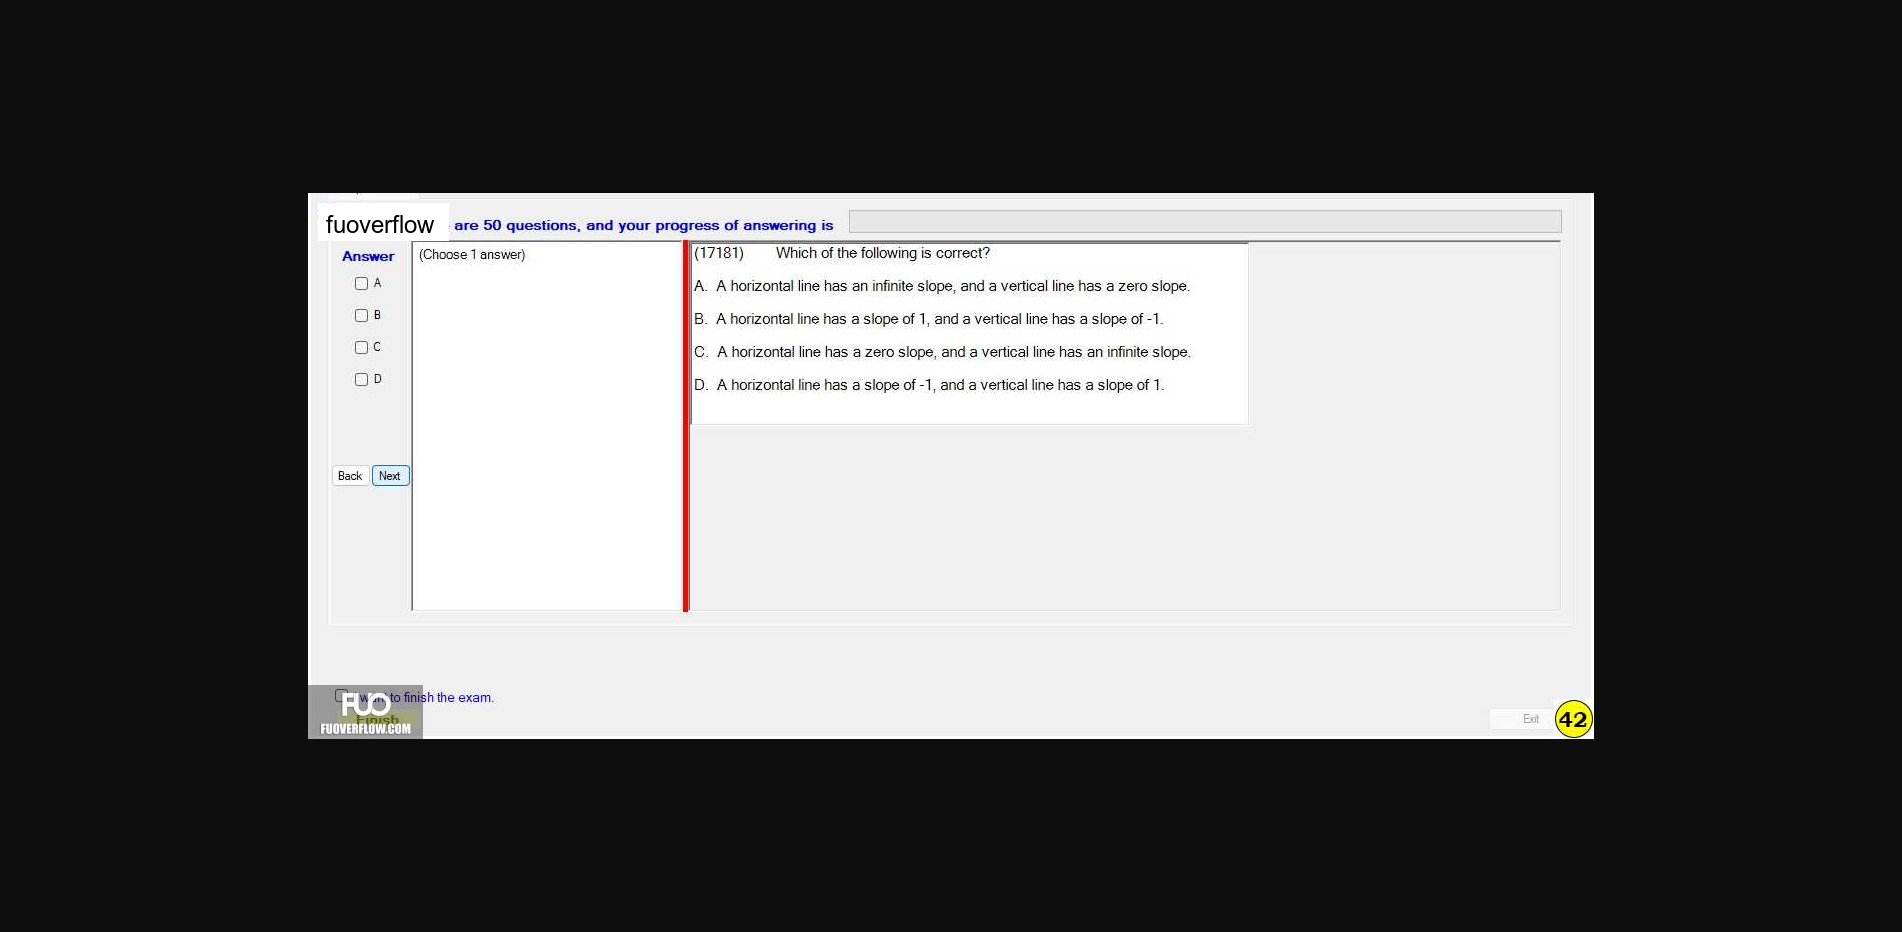 fuoverflow are 50 questions, and your progress of answering is
Answer
(Choose 1 answer)
A
B
C
D
Back Next
(17181) Which of the following is correct?
A. A horizontal line has an infinite slope, and a vertical line has a zero slope.
B. A horizontal line has a slope of 1, and a vertical line has a slope of -1.
C. A horizontal line has a zero slope, and a vertical line has an infinite slope.
D. A horizontal line has a slope of -1, and a vertical line has a slope of 1.
want to finish the exam.
FUO
Finish
FUOVERFLOW.COM
Exit
42